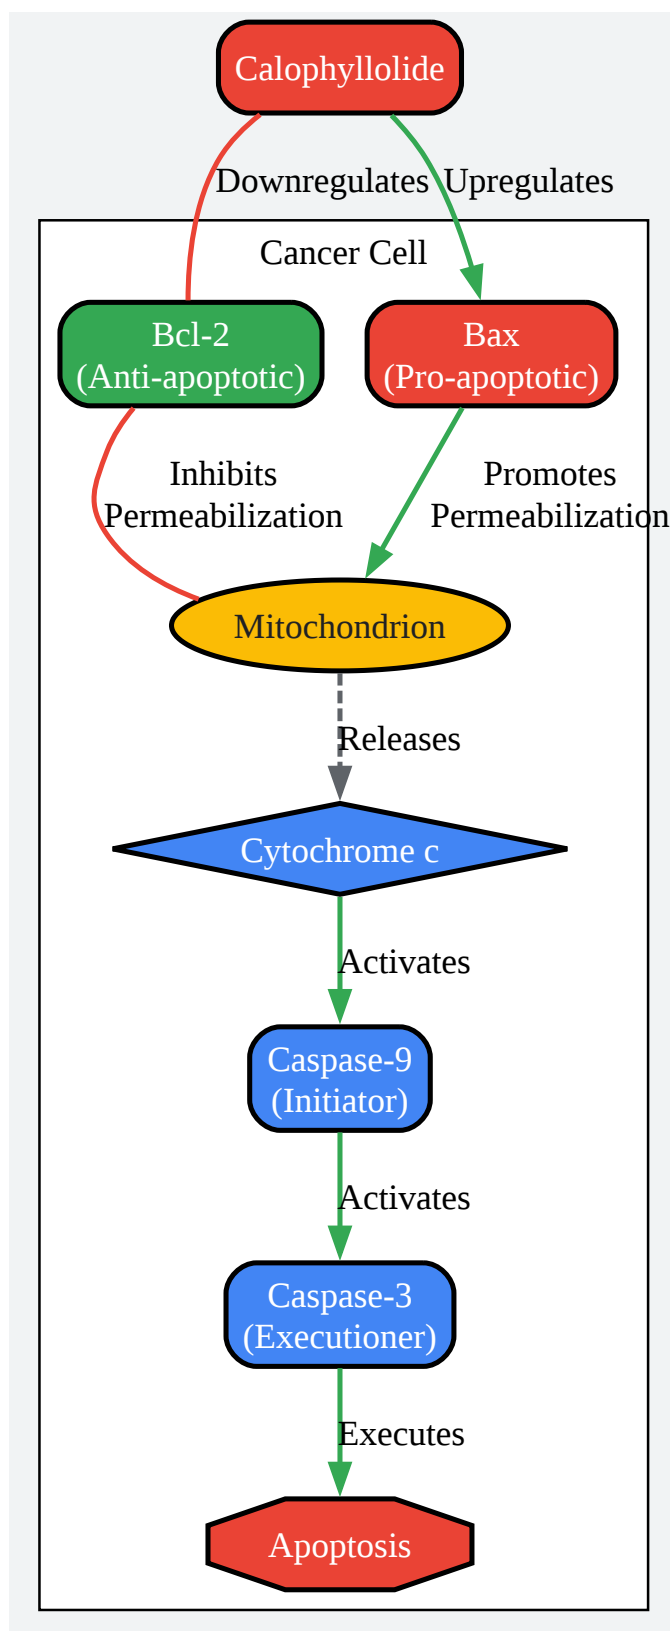 Calophyllolide
Downregulates
Upregulates
Cancer Cell
Bcl-2
(Anti-apoptotic)
Bax
(Pro-apoptotic)
Inhibits
Permeabilization
Promotes
Permeabilization
Mitochondrion
Releases
Cytochrome c
Activates
Caspase-9
(Initiator)
Activates
Caspase-3
(Executioner)
Executes
Apoptosis